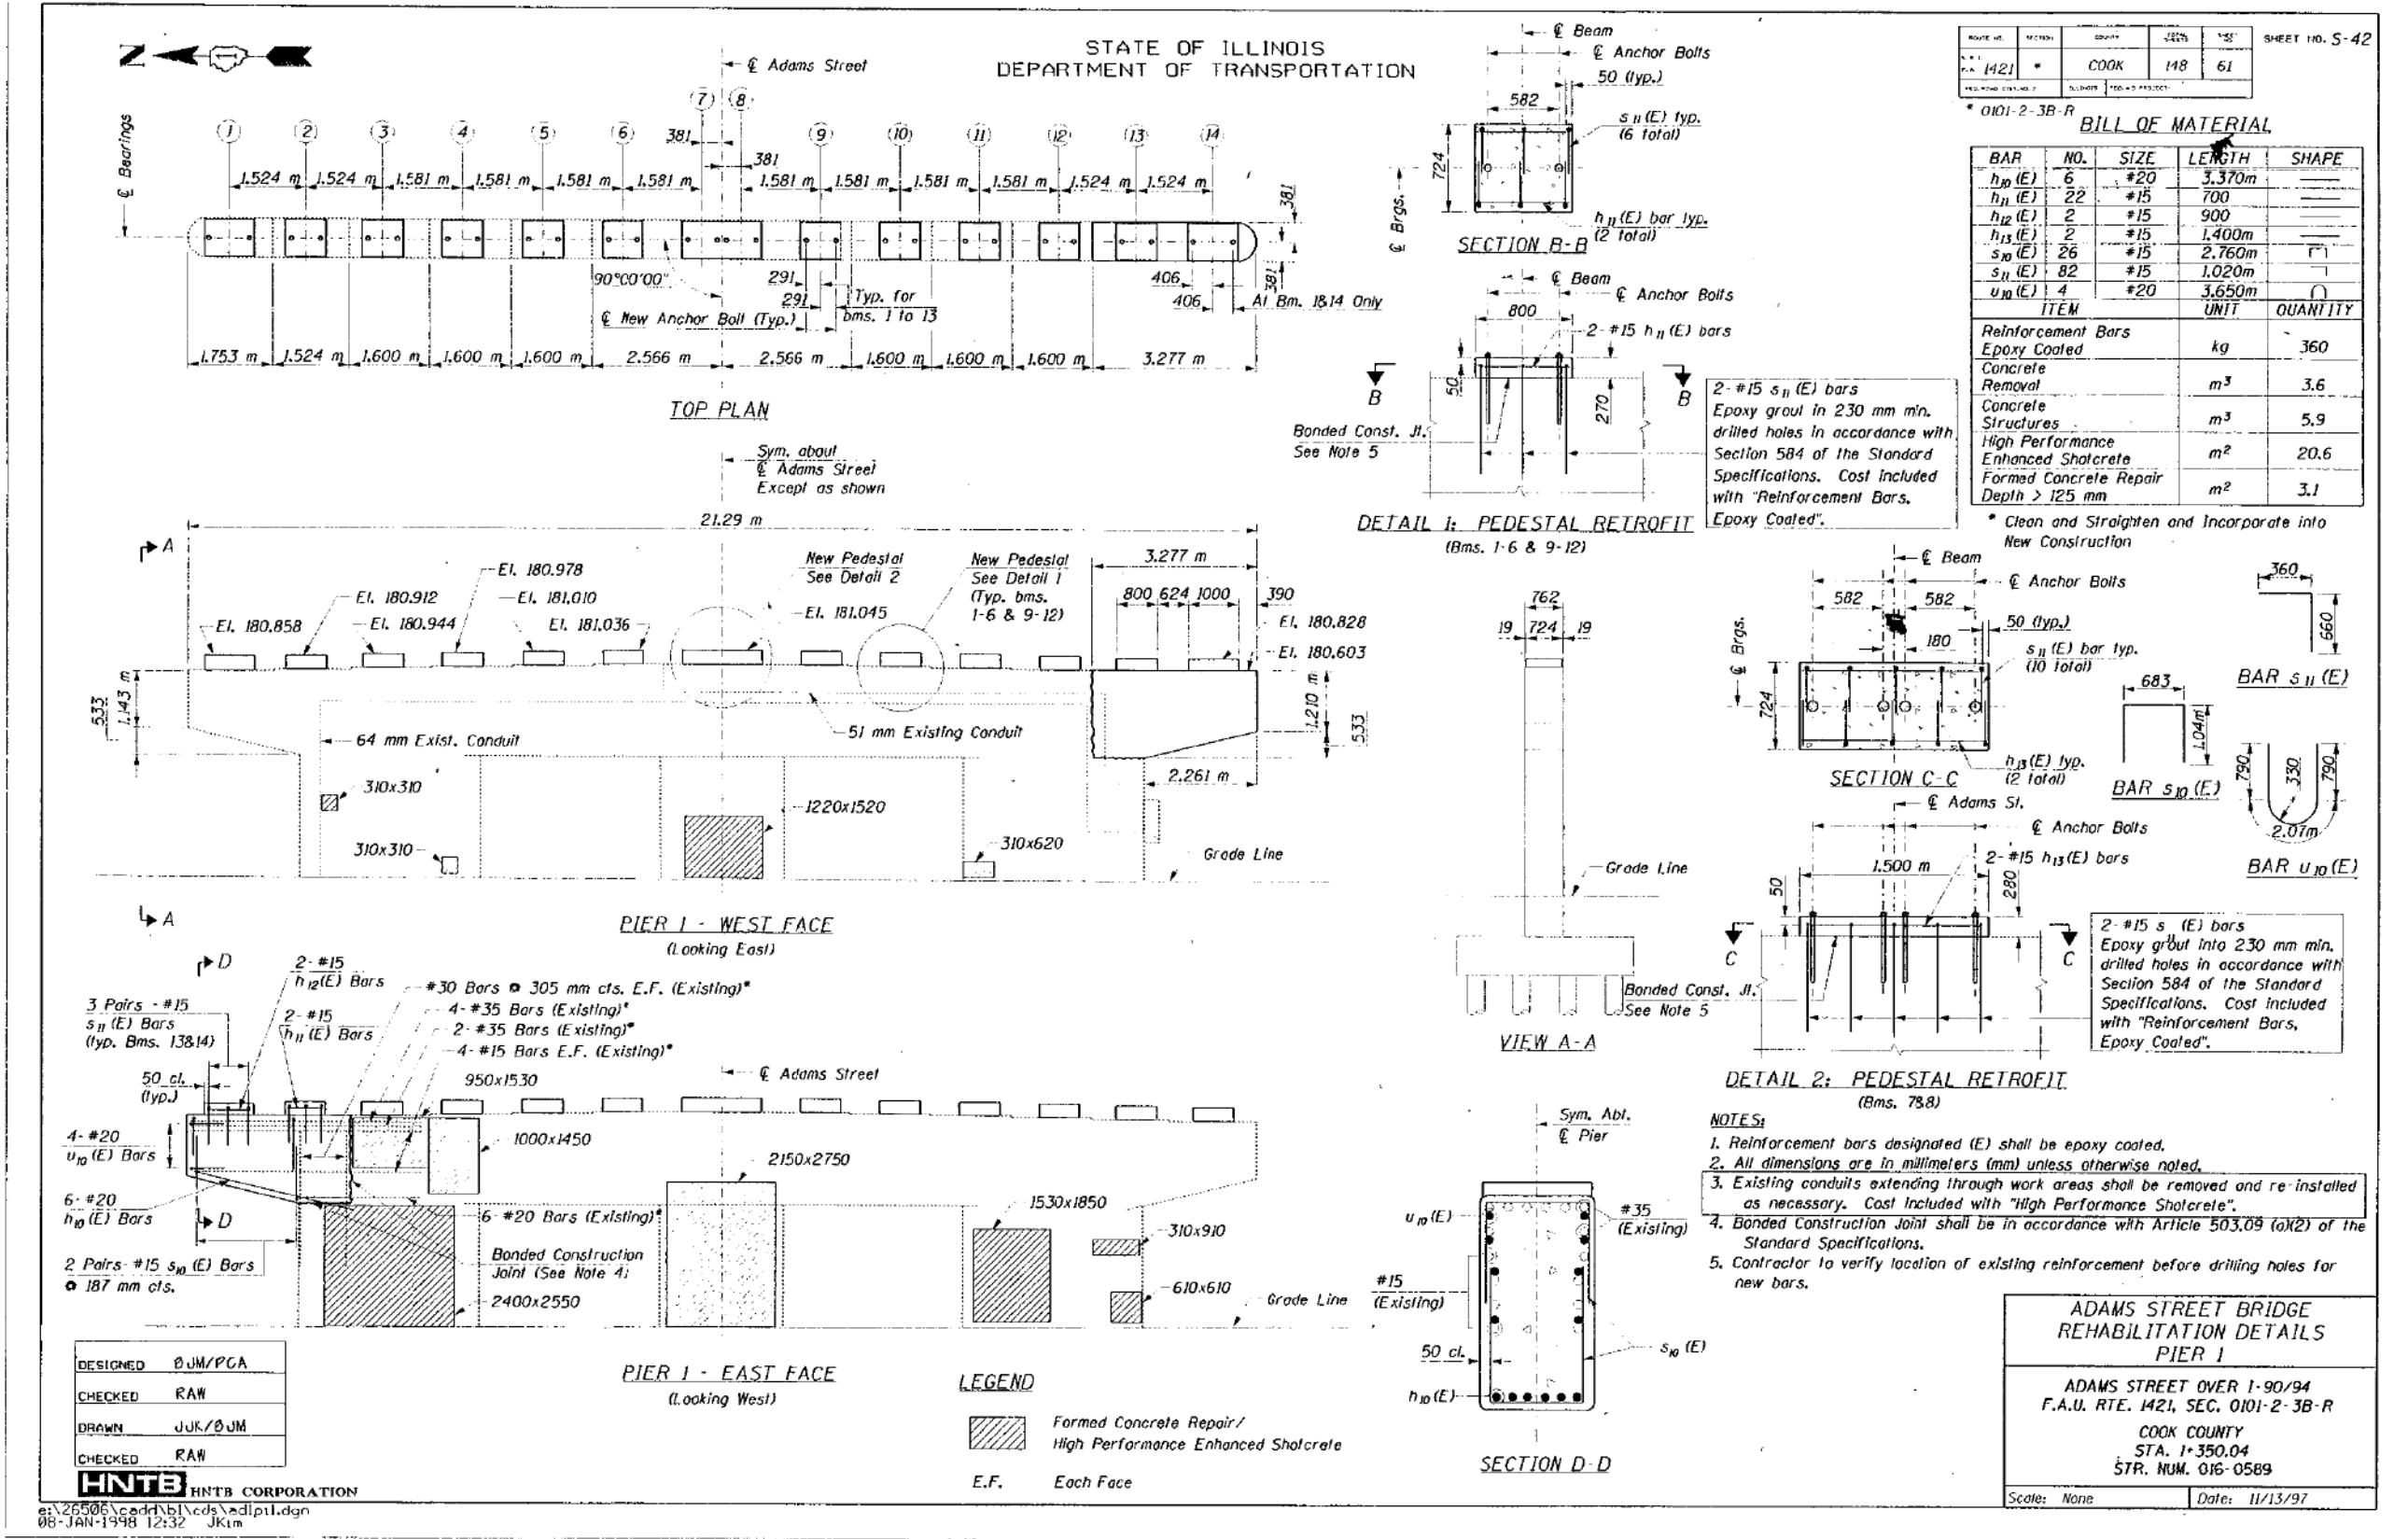 STATE OF ILLINOIS
DEPARTMENT OF TRANSPORTATION
SHEET NO. S-42
ROUTE NO. SECTION COUNTY TOTAL SHEETS SHEET NO.
1421 * COOK 148 61
* 0101-2-3B-R
BILL OF MATERIAL
BAR NO. SIZE LENGTH SHAPE
h10 (E) 6 #20 3.370m
h11 (E) 22 #15 700
h12 (E) 2 #15 900
h13 (E) 2 #15 1.400m
s10 (E) 26 #15 2.760m
s11 (E) 82 #15 1.020m
u10 (E) 4 #20 3.650m
ITEM UNIT QUANTITY
Reinforcement Bars
Epoxy Coated kg 360
Concrete
Removal m³ 3.6
Concrete
Structures m³ 5.9
High Performance
Enhanced Shotcrete m² 20.6
Formed Concrete Repair
Depth > 125 mm m² 3.1
* Clean and Straighten and Incorporate into
New Construction
N
℄ Adams Street
℄ Bearings
1 2 3 4 5 6 7 8 9 10 11 12 13 14
381
381
1.524 m 1.524 m 1.581 m 1.581 m 1.581 m 1.581 m 1.581 m 1.581 m 1.581 m 1.581 m 1.524 m 1.524 m
381
381
90°00'00"
291
291
Typ. for
bms. 1 to 13
406
406
At Bm. 1&14 Only
℄ New Anchor Bolt (Typ.)
1.753 m 1.524 m 1.600 m 1.600 m 1.600 m 2.566 m 2.566 m 1.600 m 1.600 m 1.600 m 3.277 m
TOP PLAN
Sym. about
℄ Adams Street
Except as shown
21.29 m
A
El. 180.858
El. 180.912
El. 180.944
El. 180.978
El. 181.010
El. 181.036
New Pedestal
See Detail 2
El. 181.045
New Pedestal
See Detail 1
(Typ. bms.
1-6 & 9-12)
3.277 m
800 624 1000 390
El. 180.828
El. 180.603
533
1.143 m
1.210 m
533
64 mm Exist. Conduit
51 mm Existing Conduit
2.261 m
310x310
1220x1520
310x310
310x620
Grade Line
A
PIER 1 - WEST FACE
(Looking East)
℄ Beam
℄ Anchor Bolts
50 (typ.)
582
s11 (E) typ.
(6 total)
724
℄ Brgs.
h11 (E) bar typ.
(2 total)
SECTION B-B
℄ Beam
℄ Anchor Bolts
800
2-#15 h11 (E) bars
50
270
B
B
Bonded Const. Jt.
See Note 5
2-#15 s11 (E) bars
Epoxy grout in 230 mm min.
drilled holes in accordance with
Section 584 of the Standard
Specifications. Cost included
with "Reinforcement Bars,
Epoxy Coated".
DETAIL 1: PEDESTAL RETROFIT
(Bms. 1-6 & 9-12)
762
19 724 19
Grade Line
VIEW A-A
℄ Beam
℄ Anchor Bolts
582 582
180
50 (typ.)
s11 (E) bar typ.
(10 total)
℄ Brgs.
724
h13 (E) typ.
(2 total)
SECTION C-C
360
660
BAR s11 (E)
683
1.04m
BAR s10 (E)
790 330 790
2.07m
BAR u10 (E)
℄ Adams St.
℄ Anchor Bolts
2-#15 h13 (E) bars
1.500 m
50
280
C
C
Bonded Const. Jt.
See Note 5
2-#15 s (E) bars
Epoxy grout into 230 mm min.
drilled holes in accordance with
Section 584 of the Standard
Specifications. Cost included
with "Reinforcement Bars,
Epoxy Coated".
DETAIL 2: PEDESTAL RETROFIT
(Bms. 7&8)
D
3 Pairs - #15
s11 (E) Bars
(typ. Bms. 13&14)
2-#15
h12 (E) Bars
2-#15
h11 (E) Bars
#30 Bars @ 305 mm cts. E.F. (Existing)*
4-#35 Bars (Existing)*
2-#35 Bars (Existing)*
4-#15 Bars E.F. (Existing)*
50 cl.
(typ.)
950x1530
℄ Adams Street
4-#20
u10 (E) Bars
1000x1450
2150x2750
6-#20
h10 (E) Bars
D
6-#20 Bars (Existing)*
1530x1850
310x910
Bonded Construction
Joint (See Note 4)
2 Pairs-#15 s10 (E) Bars
@ 187 mm cts.
2400x2550
610x610
Grade Line
PIER 1 - EAST FACE
(Looking West)
LEGEND
Formed Concrete Repair/
High Performance Enhanced Shotcrete
E.F. Each Face
Sym. Abt.
℄ Pier
u10 (E)
#35
(Existing)
#15
(Existing)
50 cl.
s10 (E)
h10 (E)
SECTION D-D
NOTES:
1. Reinforcement bars designated (E) shall be epoxy coated.
2. All dimensions are in millimeters (mm) unless otherwise noted.
3. Existing conduits extending through work areas shall be removed and re-installed
as necessary. Cost included with "High Performance Shotcrete".
4. Bonded Construction Joint shall be in accordance with Article 503.09 (a)(2) of the
Standard Specifications.
5. Contractor to verify location of existing reinforcement before drilling holes for
new bars.
ADAMS STREET BRIDGE
REHABILITATION DETAILS
PIER 1
ADAMS STREET OVER I-90/94
F.A.U. RTE. 1421, SEC. 0101-2-3B-R
COOK COUNTY
STA. 1+350.04
STR. NUM. 016-0589
Scale: None Date: 11/13/97
DESIGNED BJM/PCA
CHECKED RAW
DRAWN JJK/BJM
CHECKED RAW
HNTB HNTB CORPORATION
e:\26506\cadd\bl\cds\adlpt1.dgn
08-JAN-1998 12:32 JKim